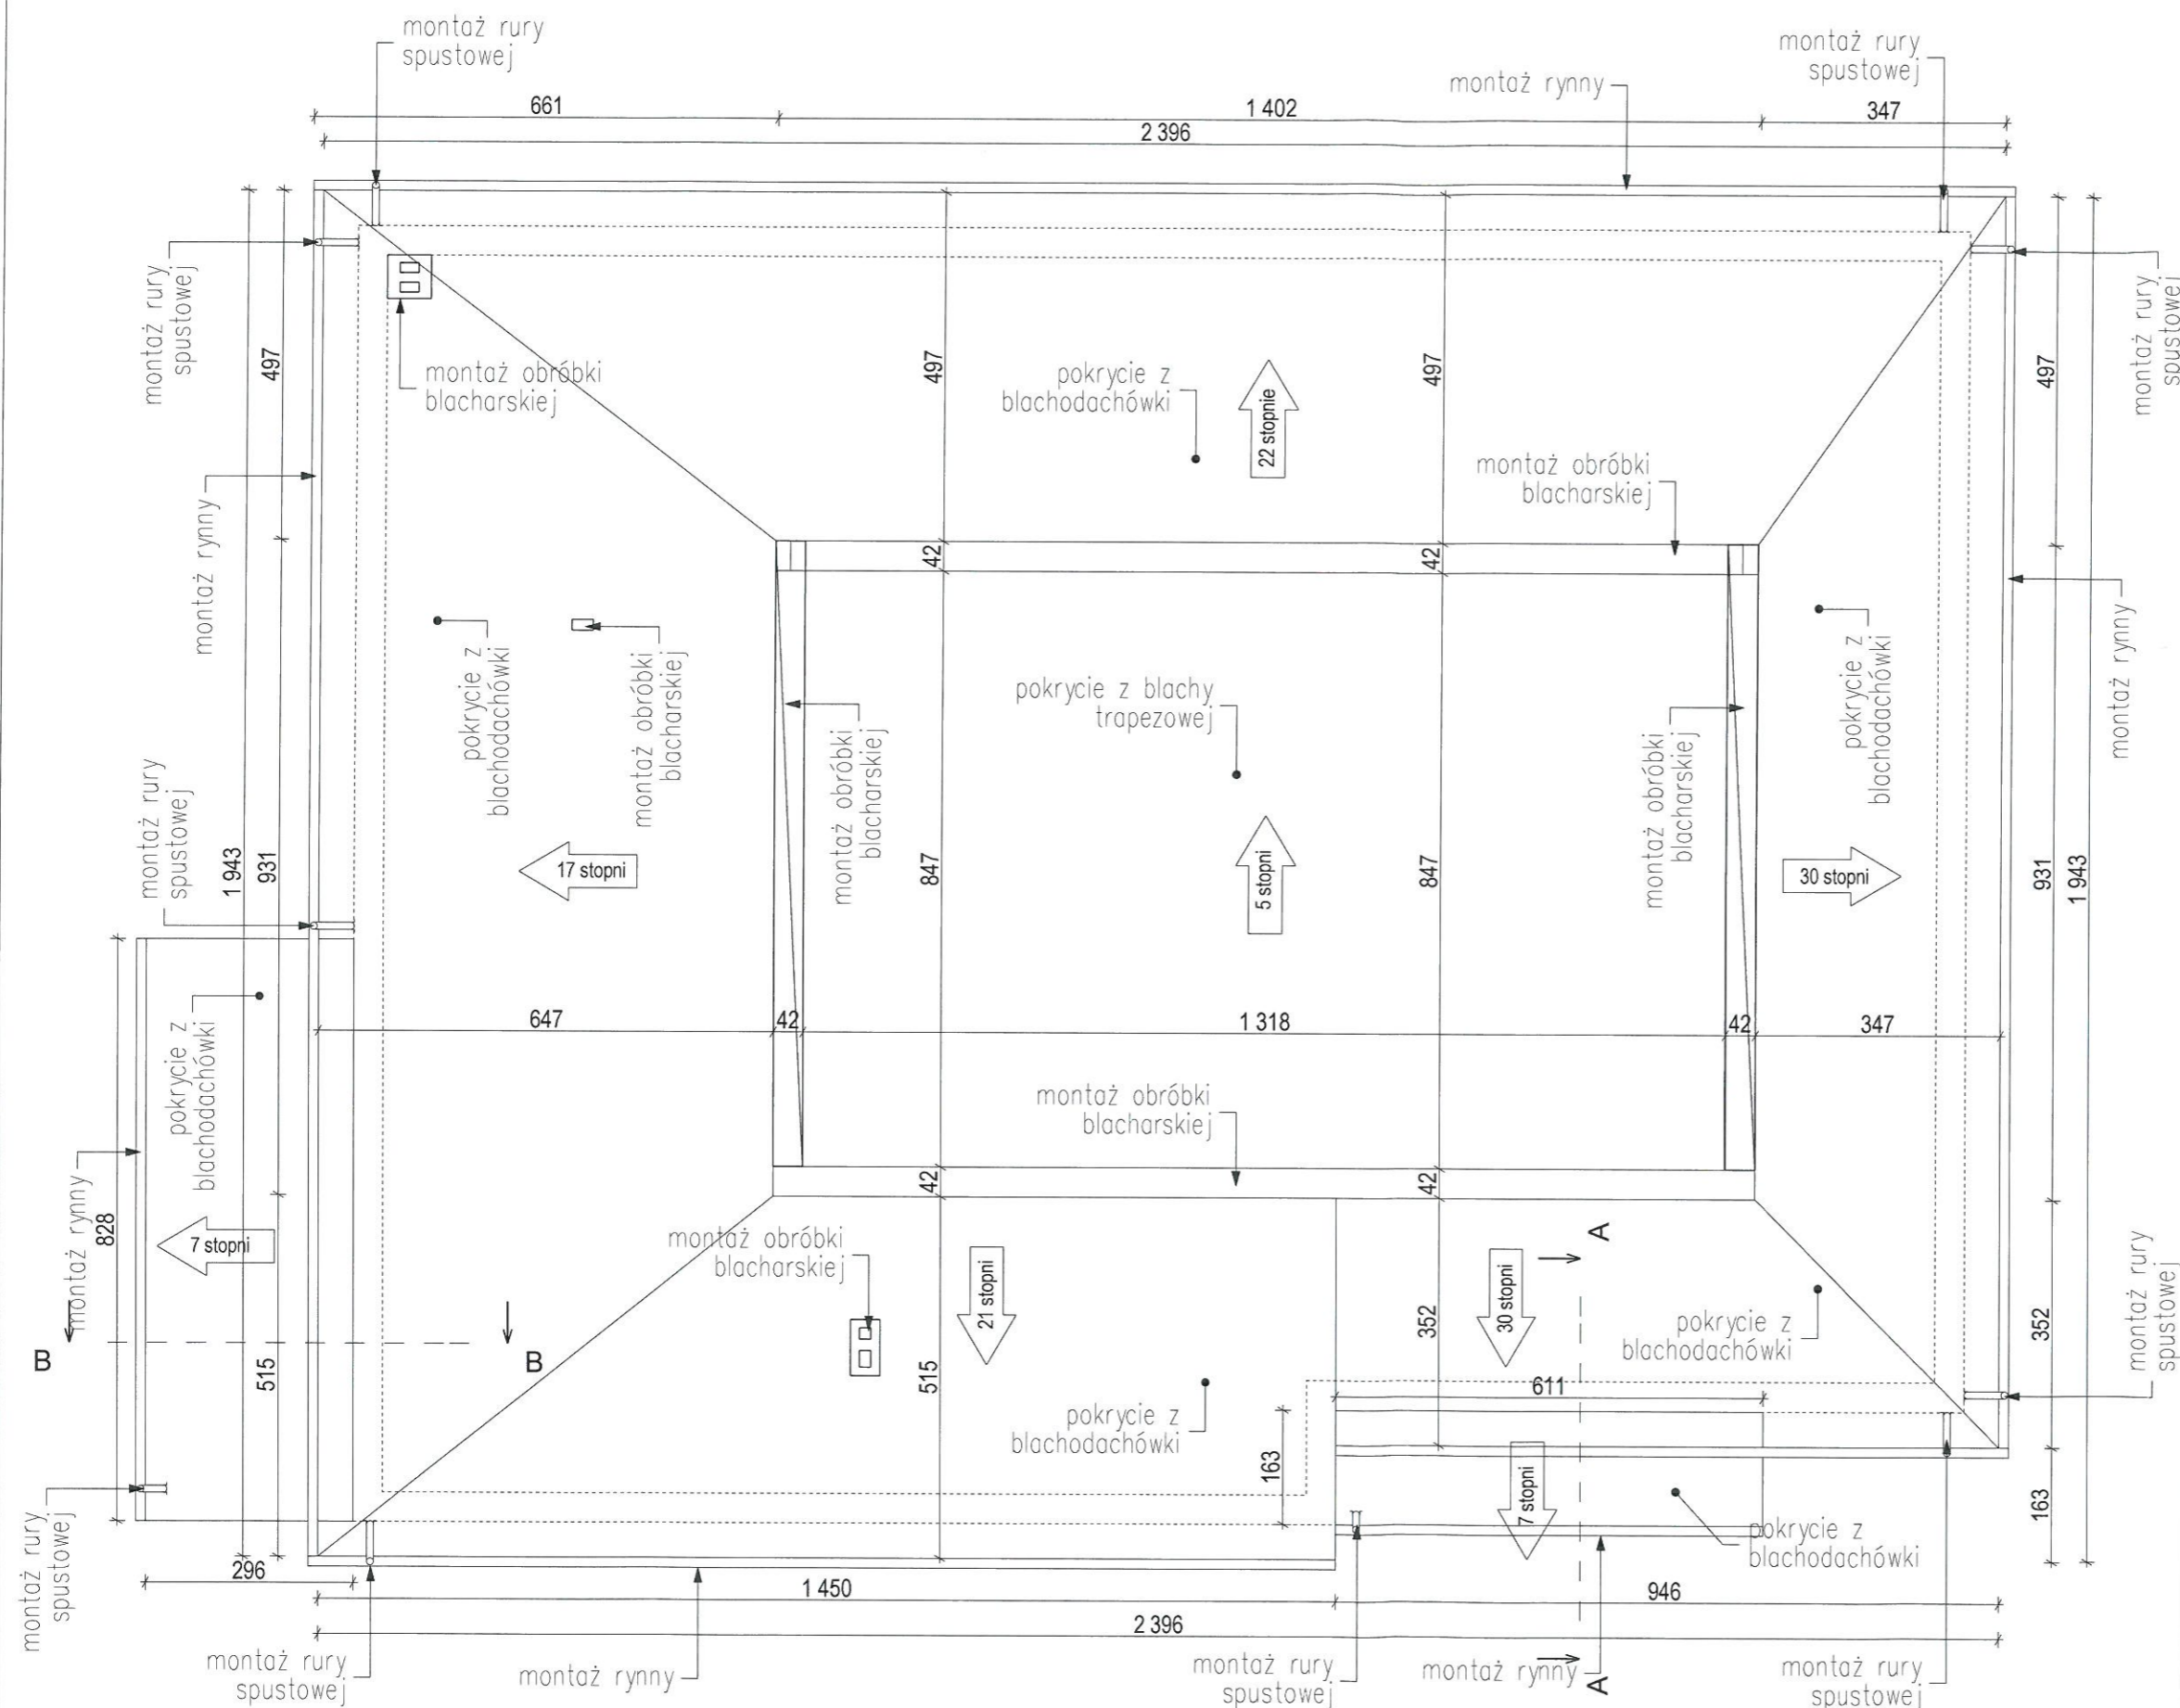 montaż rury
spustowej
montaż rury
spustowej
montaż rynny
661
1 402
347
2 396
montaż rury
spustowej
montaż rury
spustowej
497
497
497
497
montaż obróbki
blacharskiej
pokrycie z
blachodachówki
22 stopnie
montaż obróbki
blacharskiej
montaż rynny
42
42
montaż rynny
pokrycie z
blachodachówki
montaż obróbki
blacharskiej
pokrycie z blachy
trapezowej
pokrycie z
blachodachówki
montaż obróbki
blacharskiej
montaż obróbki
blacharskiej
montaż rury
spustowej
1 943
931
17 stopni
847
5 stopni
847
30 stopni
931
1 943
pokrycie z
blachodachówki
647
42
1 318
42
347
montaż obróbki
blacharskiej
montaż rynny
828
7 stopni
42
42
montaż obróbki
blacharskiej
21 stopni
30 stopni
A
montaż rury
spustowej
352
352
pokrycie z
blachodachówki
B
B
515
515
611
pokrycie z
blachodachówki
163
7 stopni
163
montaż rury
spustowej
pokrycie z
blachodachówki
296
1 450
946
2 396
montaż rury
spustowej
montaż rynny
montaż rury
spustowej
montaż rynny
A
montaż rury
spustowej